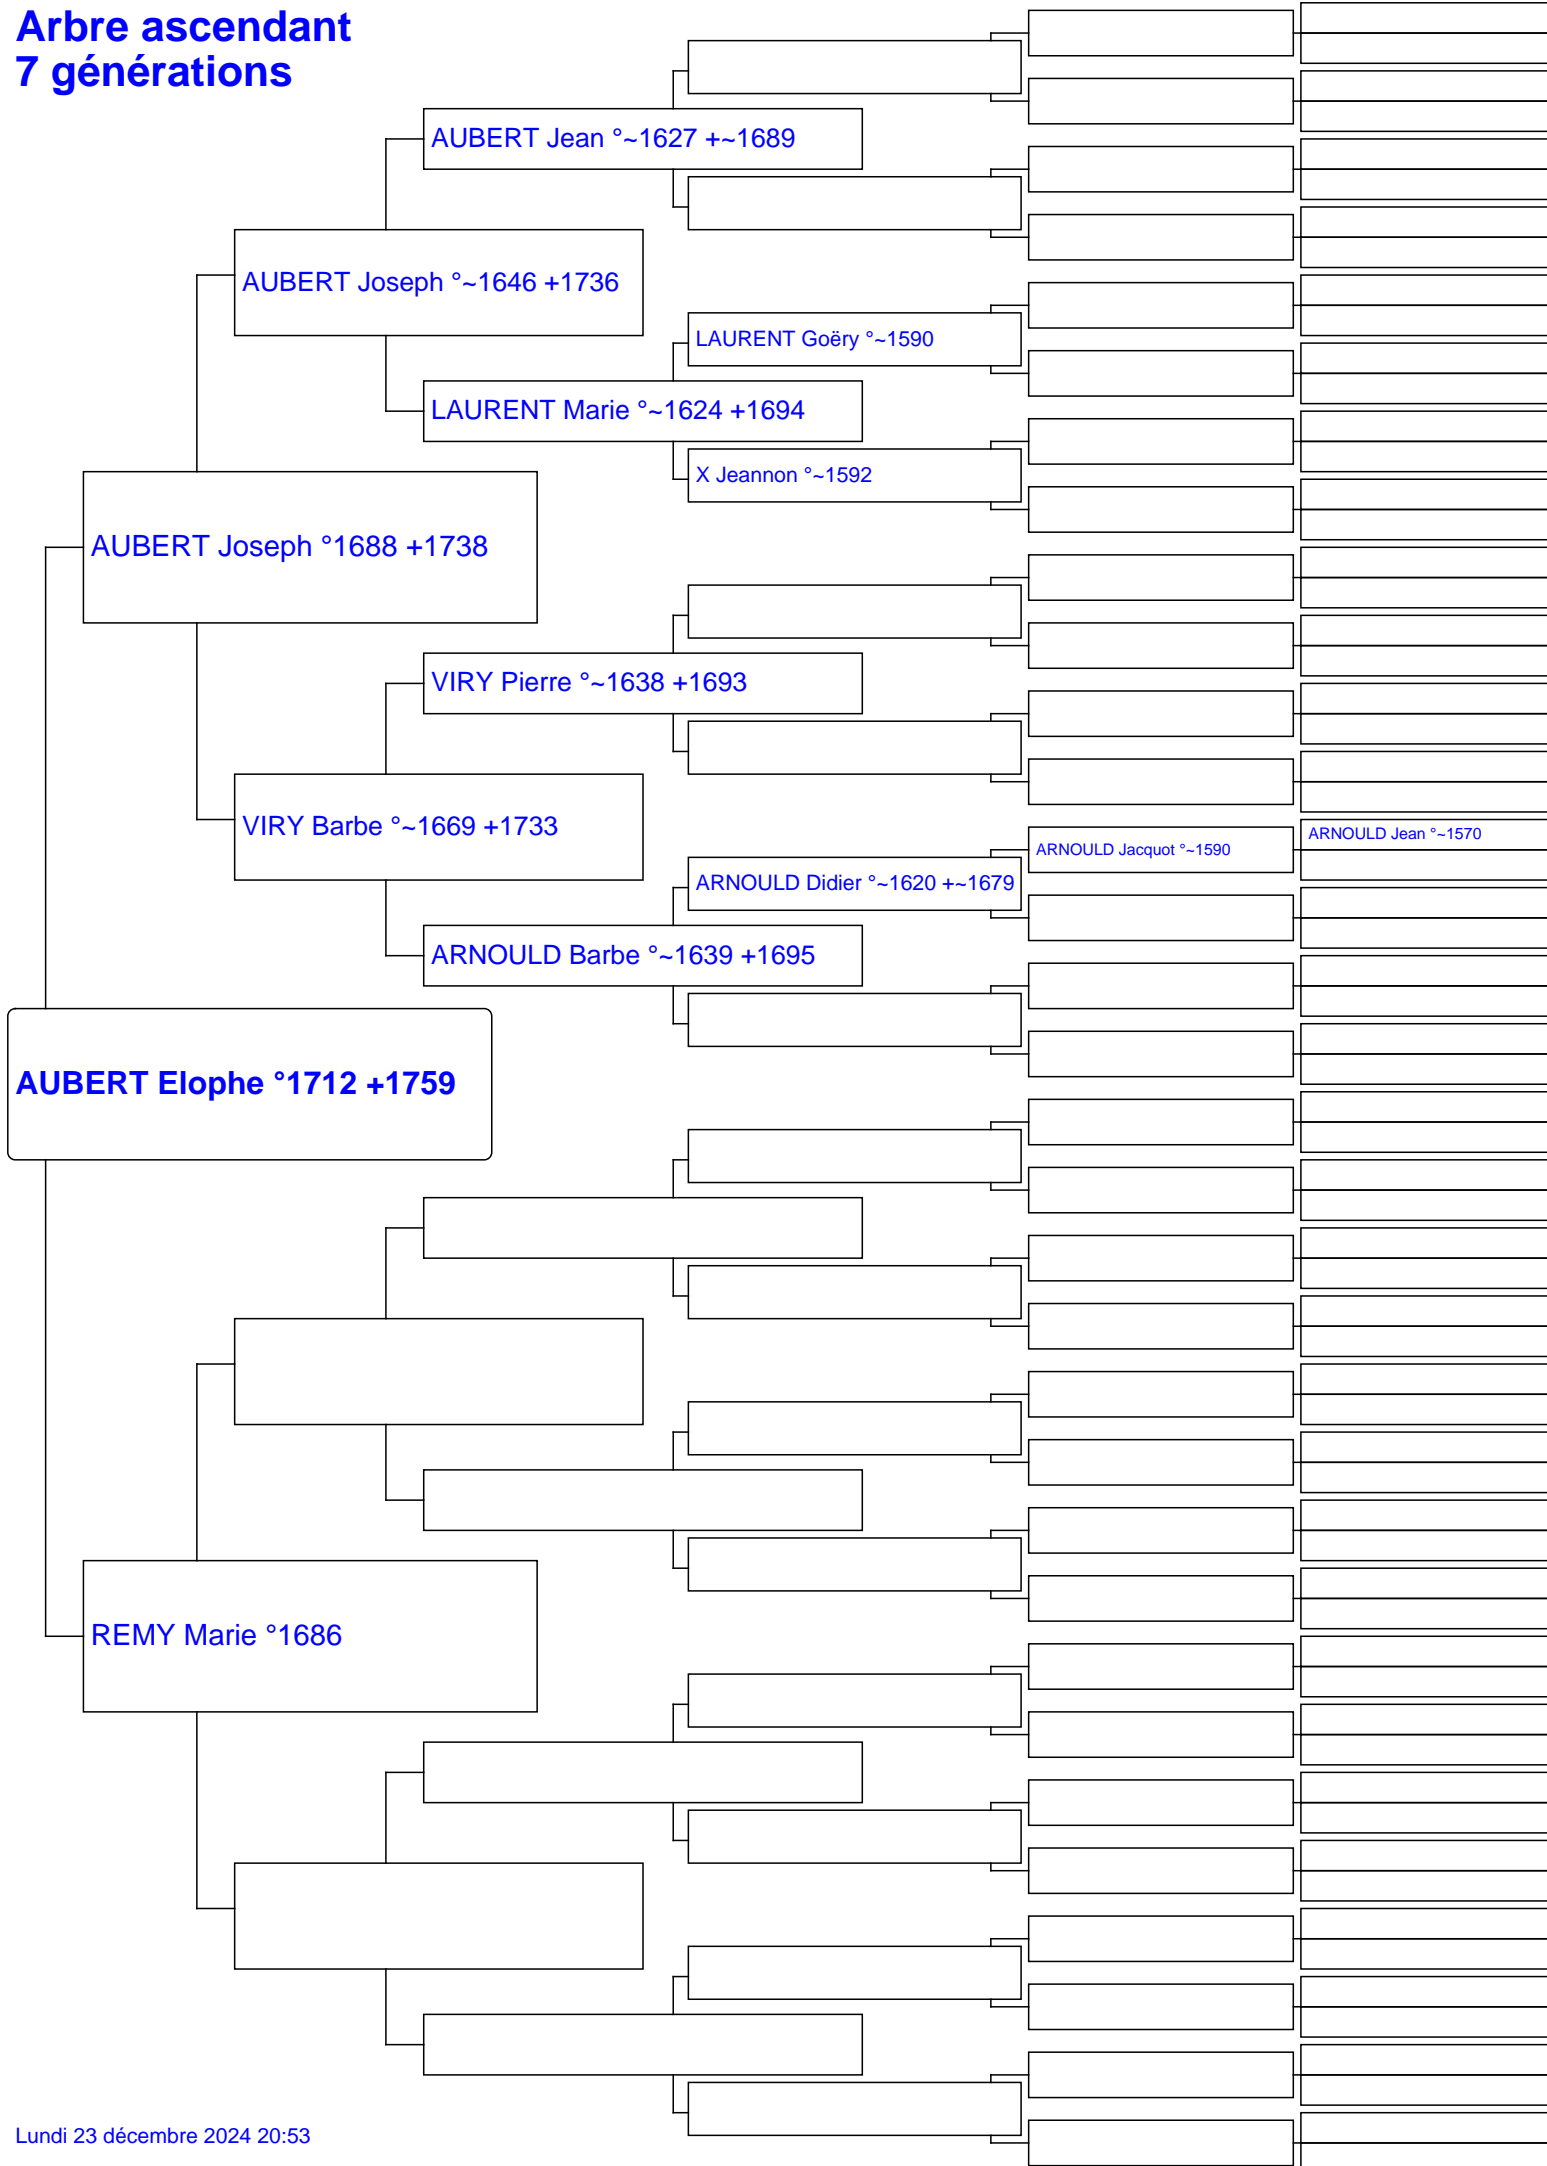 Arbre ascendant
7 générations
AUBERT Jean °~1627 +~1689
AUBERT Joseph °~1646 +1736
LAURENT Goëry °~1590
LAURENT Marie °~1624 +1694
X Jeannon °~1592
AUBERT Joseph °1688 +1738
VIRY Pierre °~1638 +1693
VIRY Barbe °~1669 +1733
ARNOULD Jean °~1570
ARNOULD Jacquot °~1590
ARNOULD Didier °~1620 +~1679
ARNOULD Barbe °~1639 +1695
AUBERT Elophe °1712 +1759
REMY Marie °1686
Lundi 23 décembre 2024 20:53